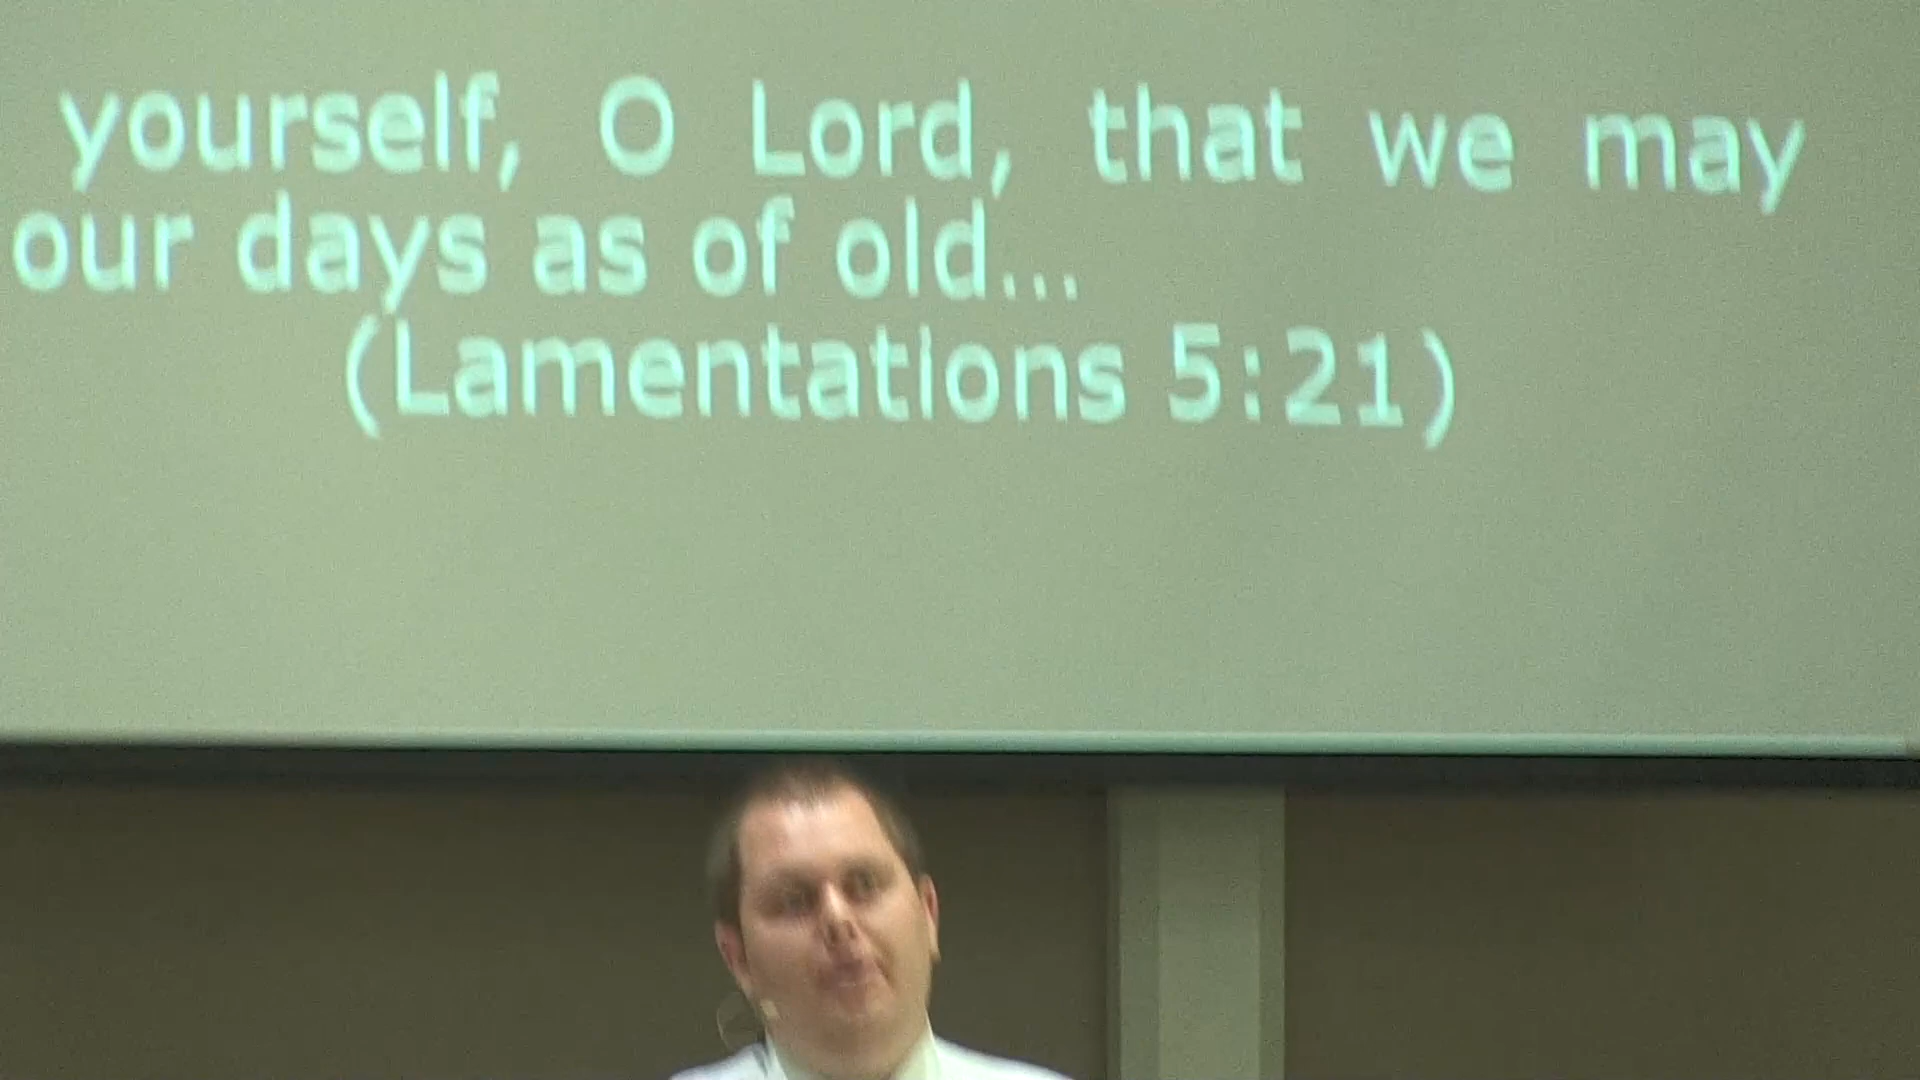 yourself, O Lord, that we may
our days as of old...
(Lamentations 5:21)